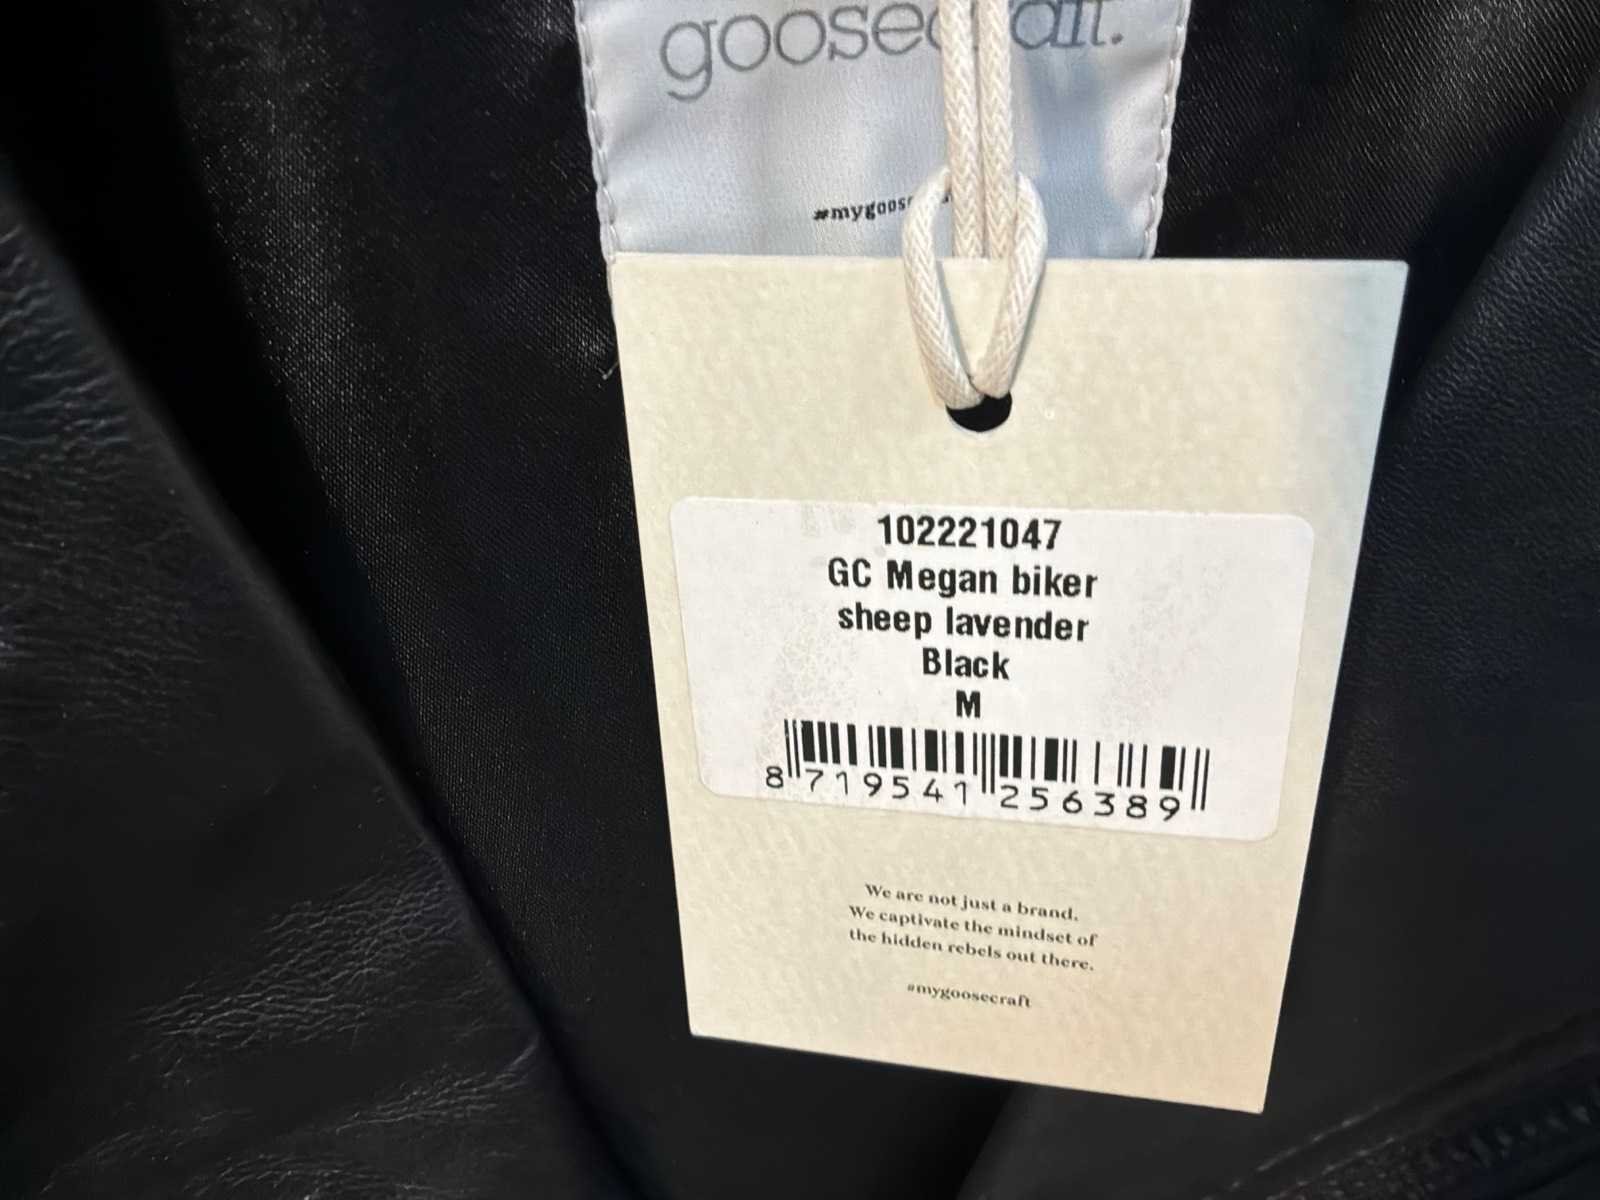 goosecraft.
102221047
GC Megan biker
sheep lavender
Black
M
8 719541 256389
We are not just a brand.
We captivate the mindset of
the hidden rebels out there.
#mygoosecraft